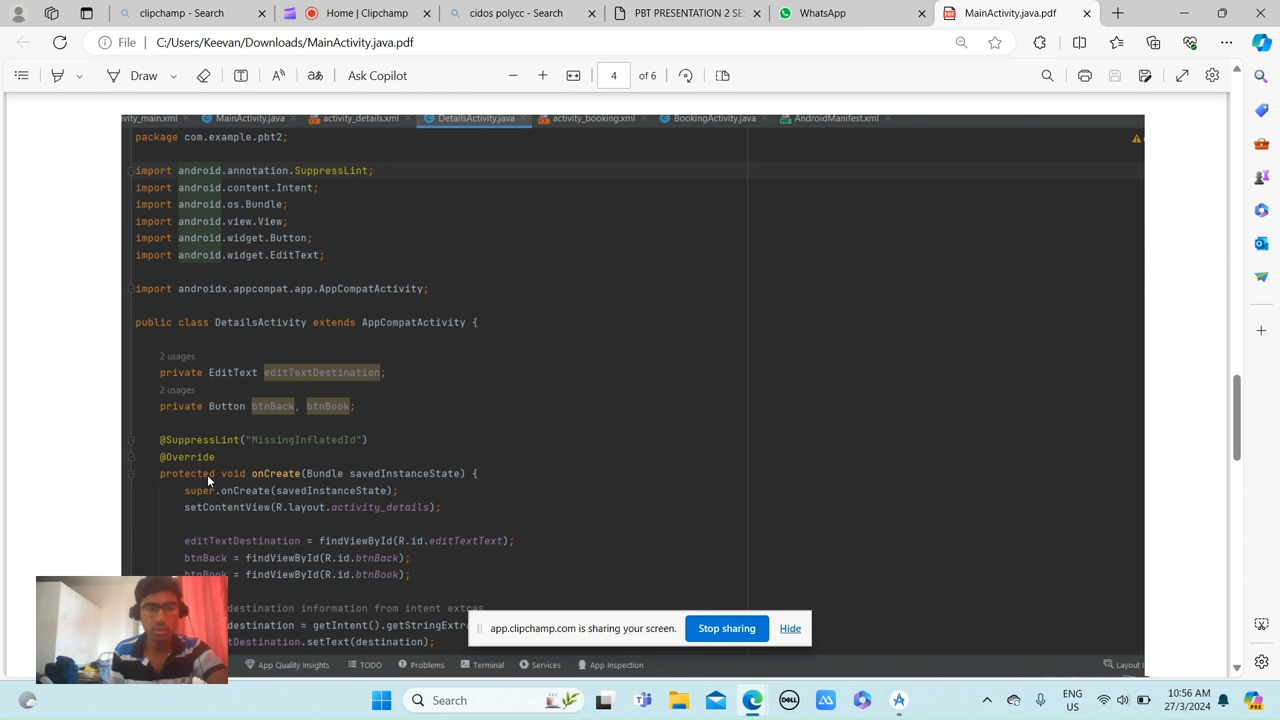 clipchamp - Search
Home | Clipchamp
cidos polycc - Search
PBT PRESENTATION 2 SE
WhatsApp
MainActivity.java.pdf
File
C:/Users/Keevan/Downloads/MainActivity.java.pdf
Draw
Ask Copilot
4
of 6
ivity_main.xml
MainActivity.java
activity_details.xml
DetailsActivity.java
activity_booking.xml
BookingActivity.java
AndroidManifest.xml
package com.example.pbt2;
import android.annotation.SuppressLint;
import android.content.Intent;
import android.os.Bundle;
import android.view.View;
import android.widget.Button;
import android.widget.EditText;
import androidx.appcompat.app.AppCompatActivity;
public class DetailsActivity extends AppCompatActivity {
2 usages
private EditText editTextDestination;
2 usages
private Button btnBack, btnBook;
@SuppressLint("MissingInflatedId")
@Override
protected void onCreate(Bundle savedInstanceState) {
super.onCreate(savedInstanceState);
setContentView(R.layout.activity_details);
editTextDestination = findViewById(R.id.editTextText);
btnBack = findViewById(R.id.btnBack);
btnBook = findViewById(R.id.btnBook);
destination information from intent extras
destination = getIntent().getStringExtra
tDestination.setText(destination);
app.clipchamp.com is sharing your screen.
Stop sharing
Hide
App Quality Insights
TODO
Problems
Terminal
Services
App Inspection
Layout I
Search
ENG
US
10:56 AM
27/3/2024